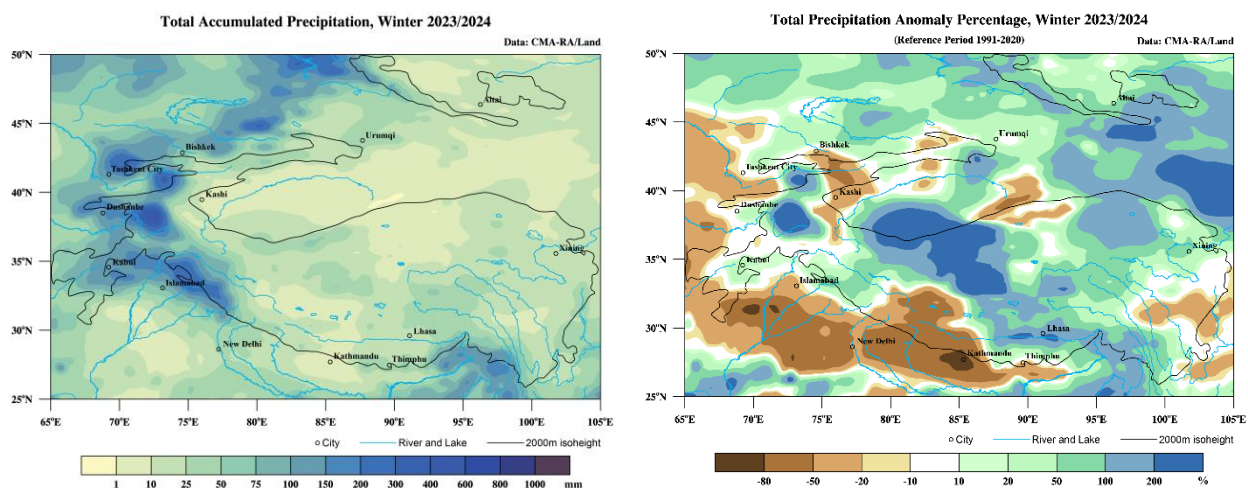 Total Accumulated Precipitation, Winter 2023/2024
Data: CMA-RA/Land
50°N
45°N
40°N
35°N
30°N
25°N
65°E
70°E
75°E
80°E
85°E
90°E
95°E
100°E
105°E
Altai
Urumqi
Bishkek
Tashkent City
Kashi
Dushanbe
Xining
Kabul
Islamabad
Lhasa
New Delhi
Kathmandu
Thimphu
City
River and Lake
2000m isoheight
1 10 25 50 75 100 150 200 300 400 600 800 1000 mm
Total Precipitation Anomaly Percentage, Winter 2023/2024
(Reference Period 1991-2020)
Data: CMA-RA/Land
50°N
45°N
40°N
35°N
30°N
25°N
65°E
70°E
75°E
80°E
85°E
90°E
95°E
100°E
105°E
Altai
Urumqi
Bishkek
Tashkent City
Kashi
Dushanbe
Xining
Kabul
Islamabad
Lhasa
New Delhi
Kathmandu
Thimphu
City
River and Lake
2000m isoheight
-80 -50 -20 -10 10 20 50 100 200 %